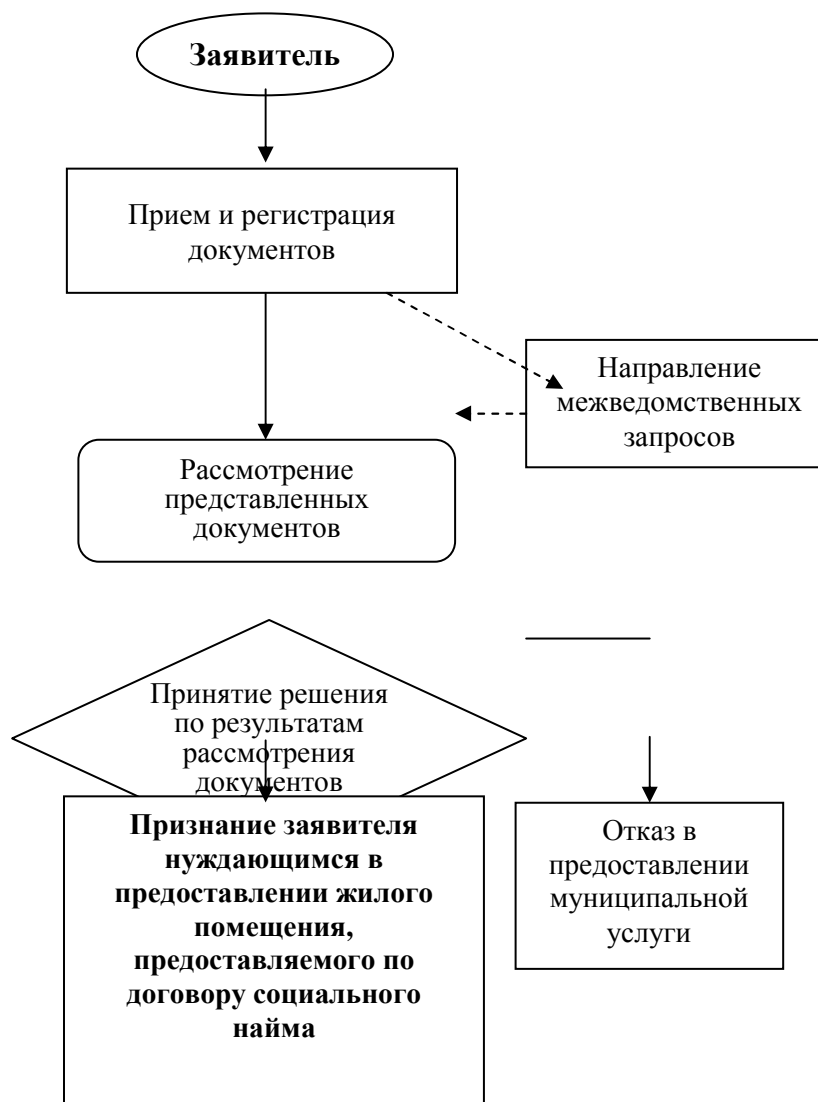 Заявитель
Прием и регистрация
документов
Направление
межведомственных
запросов
Рассмотрение
представленных
документов
Принятие решения
по результатам
рассмотрения
документов
Признание заявителя
нуждающимся в
предоставлении жилого
помещения,
предоставляемого по
договору социального
найма
Отказ в
предоставлении
муниципальной
услуги